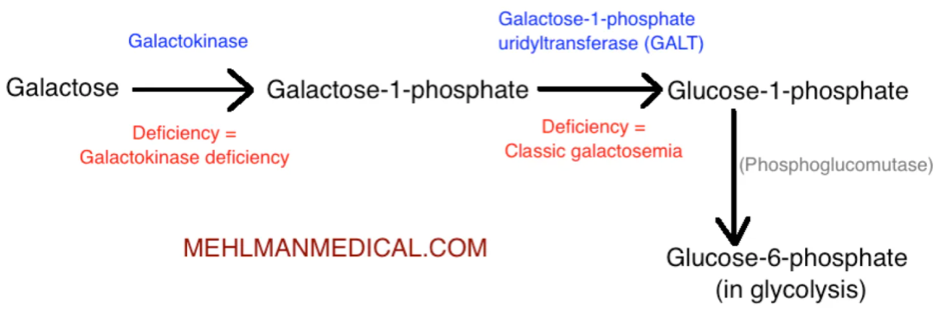 Galactose-1-phosphate
uridyltransferase (GALT)
Galactokinase
Galactose
Galactose-1-phosphate
Glucose-1-phosphate
Deficiency =
Galactokinase deficiency
Deficiency =
Classic galactosemia
(Phosphoglucomutase)
MEHLMANMEDICAL.COM
Glucose-6-phosphate
(in glycolysis)